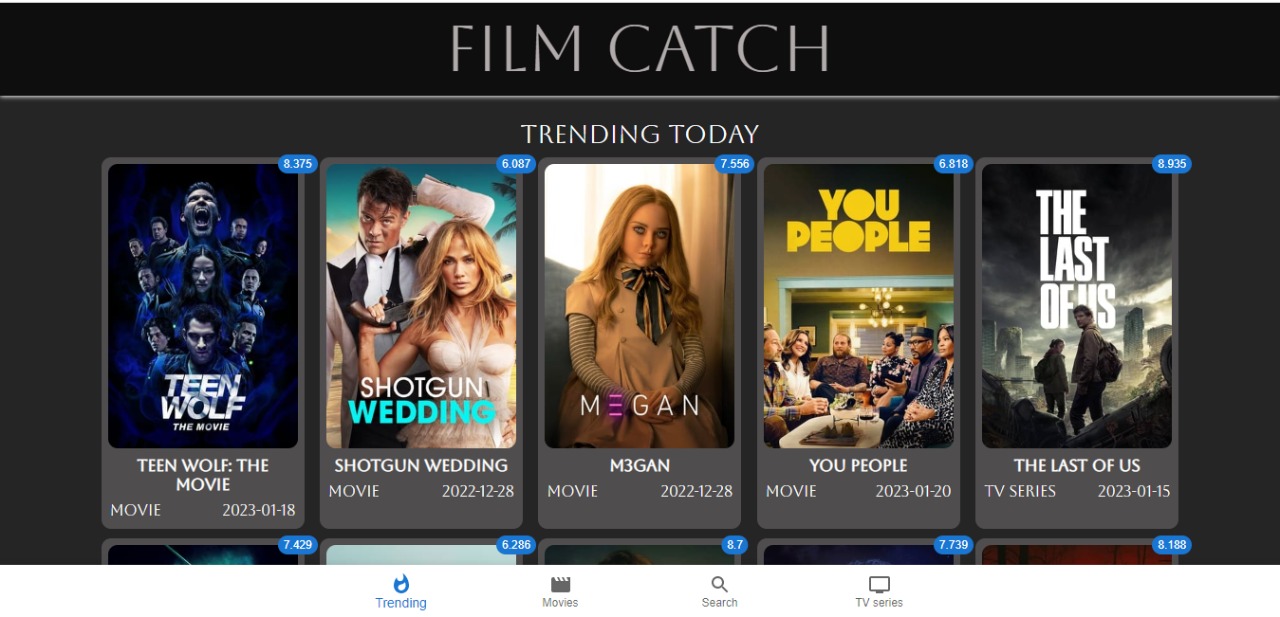 FILM CATCH
TRENDING TODAY
8.375
6.087
7.556
6.818
8.935
TEEN
WOLF
THE MOVIE
SHOTGUN
WEDDING
M3GAN
YOU
PEOPLE
THE
LAST
OF US
TEEN WOLF: THE
MOVIE
MOVIE 2023-01-18
SHOTGUN WEDDING
MOVIE 2022-12-28
M3GAN
MOVIE 2022-12-28
YOU PEOPLE
MOVIE 2023-01-20
THE LAST OF US
TV SERIES 2023-01-15
7.429
6.286
8.7
7.739
8.188
Trending
Movies
Search
TV series